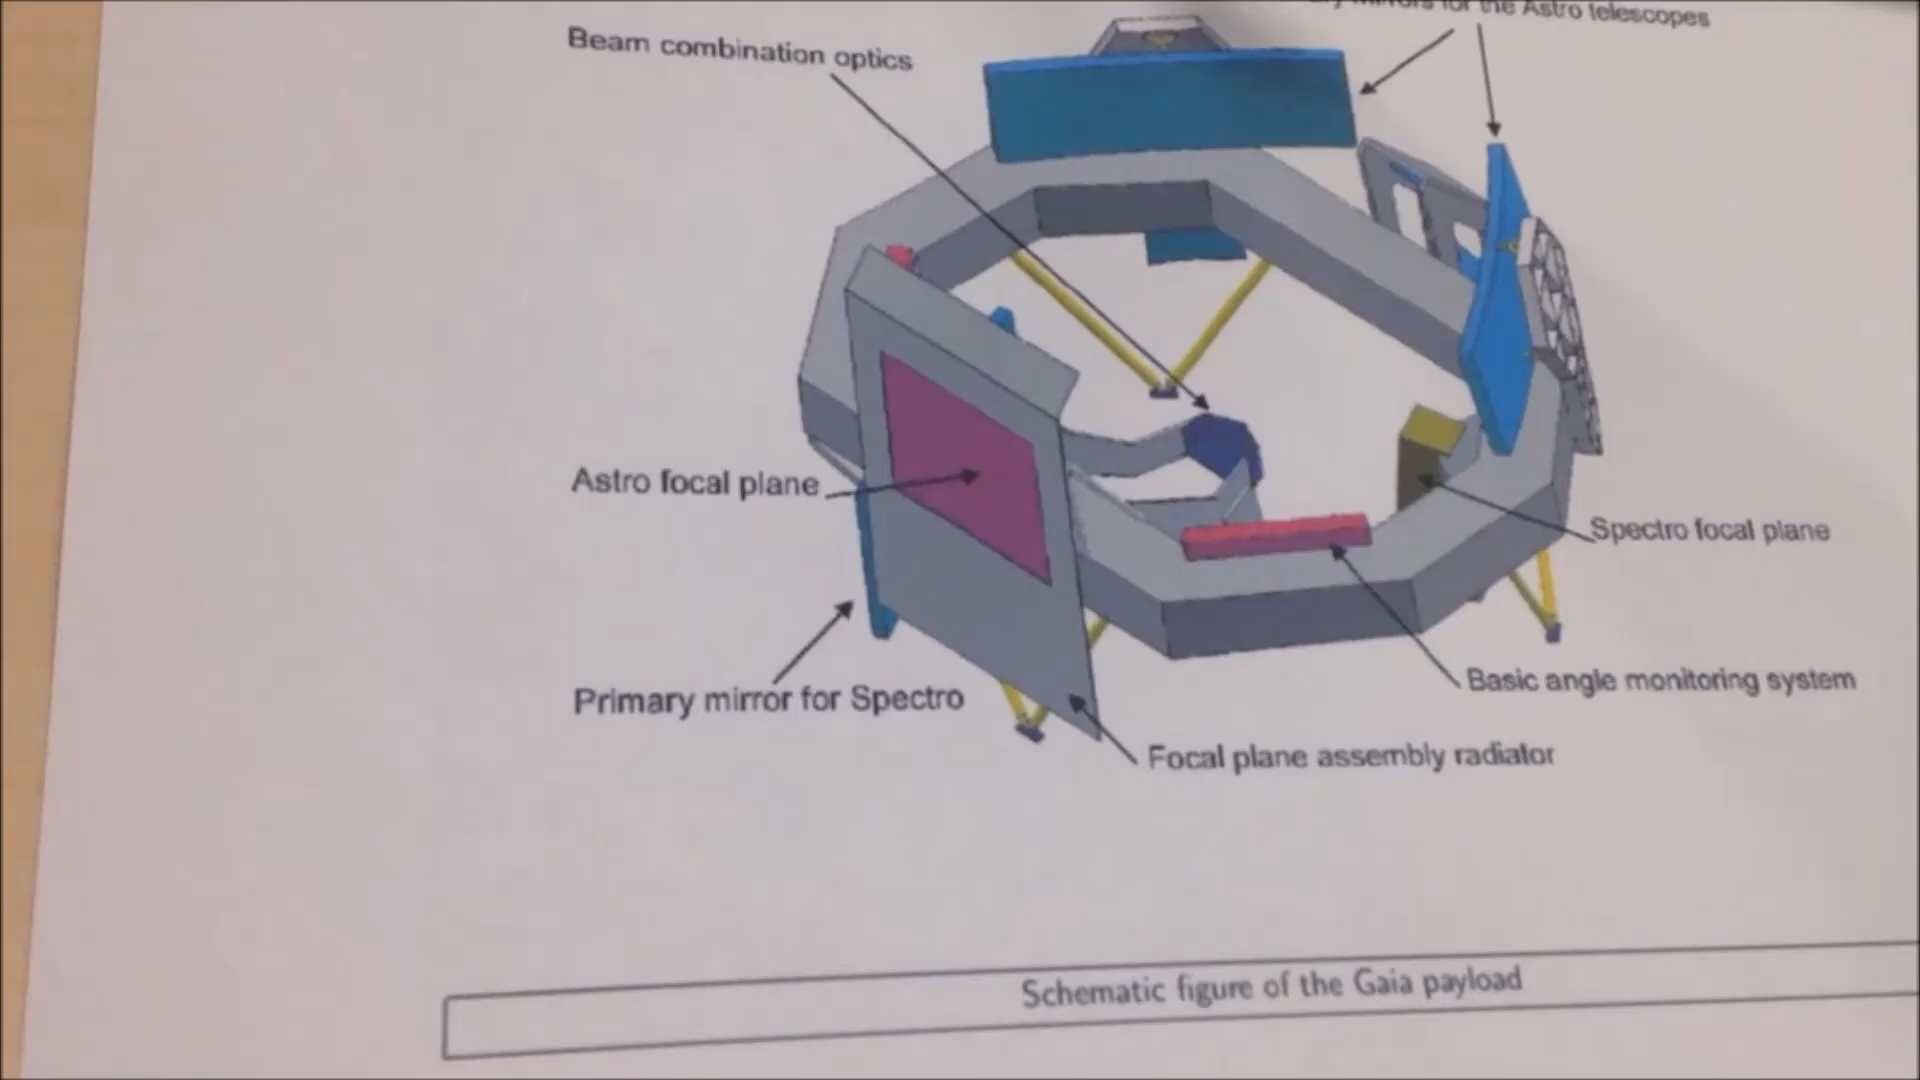 for the Astro telescopes
Beam combination optics
Astro focal plane
Spectro focal plane
Primary mirror for Spectro
Basic angle monitoring system
Focal plane assembly radiator
Schematic figure of the Gaia payload